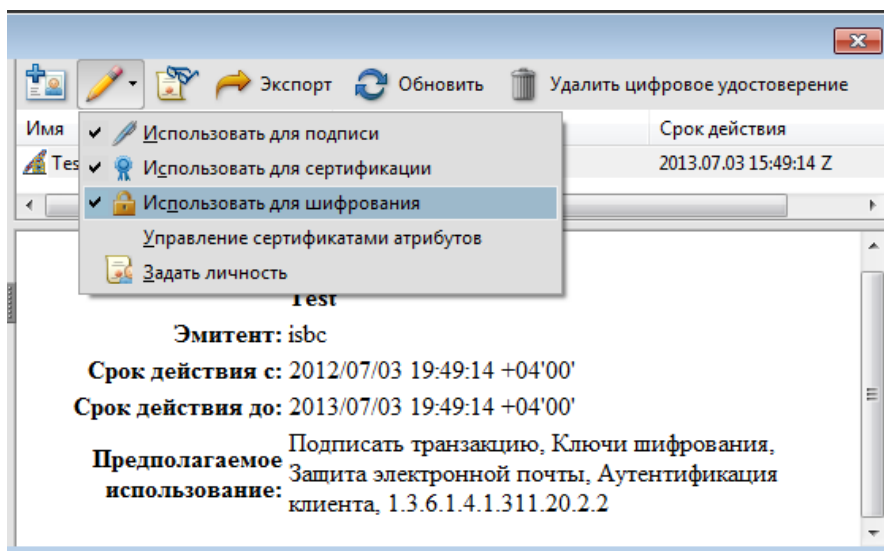 Экспорт Обновить Удалить цифровое удостоверение
Имя Срок действия
Tes 2013.07.03 15:49:14 Z
Использовать для подписи
Использовать для сертификации
Использовать для шифрования
Управление сертификатами атрибутов
Задать личность
Test
Эмитент: isbc
Срок действия с: 2012/07/03 19:49:14 +04'00'
Срок действия до: 2013/07/03 19:49:14 +04'00'
Предполагаемое использование: Подписать транзакцию, Ключи шифрования,
Защита электронной почты, Аутентификация
клиента, 1.3.6.1.4.1.311.20.2.2